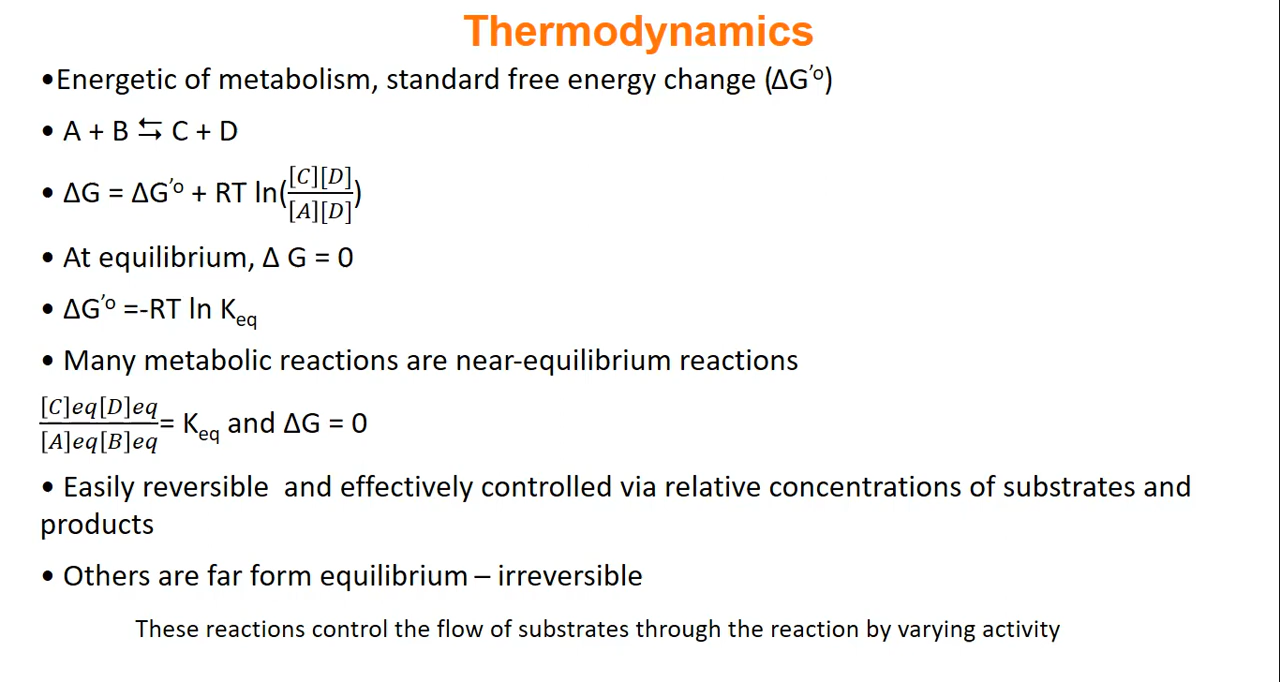 Thermodynamics
•Energetic of metabolism, standard free energy change (ΔG’º)
• A + B ⇆ C + D
• ΔG = ΔG’º + RT ln([C][D]/[A][D])
• At equilibrium, Δ G = 0
• ΔG’º =-RT ln Keq
• Many metabolic reactions are near-equilibrium reactions
[C]eq[D]eq/[A]eq[B]eq= Keq and ΔG = 0
• Easily reversible  and effectively controlled via relative concentrations of substrates and
products
• Others are far form equilibrium – irreversible
These reactions control the flow of substrates through the reaction by varying activity